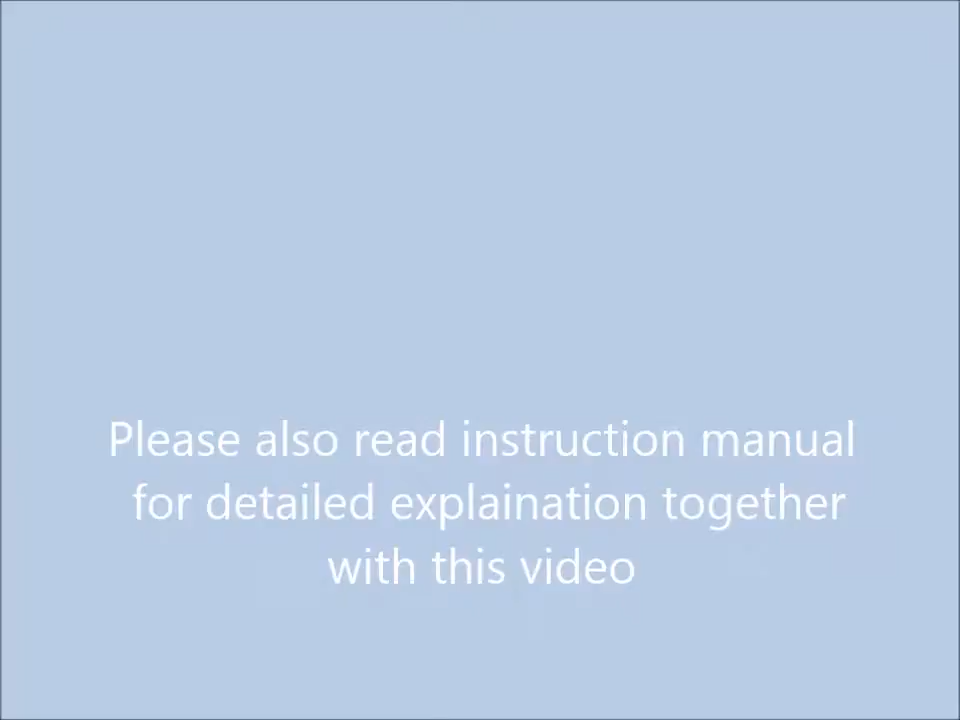 Please also read instruction manual
for detailed explaination together
with this video